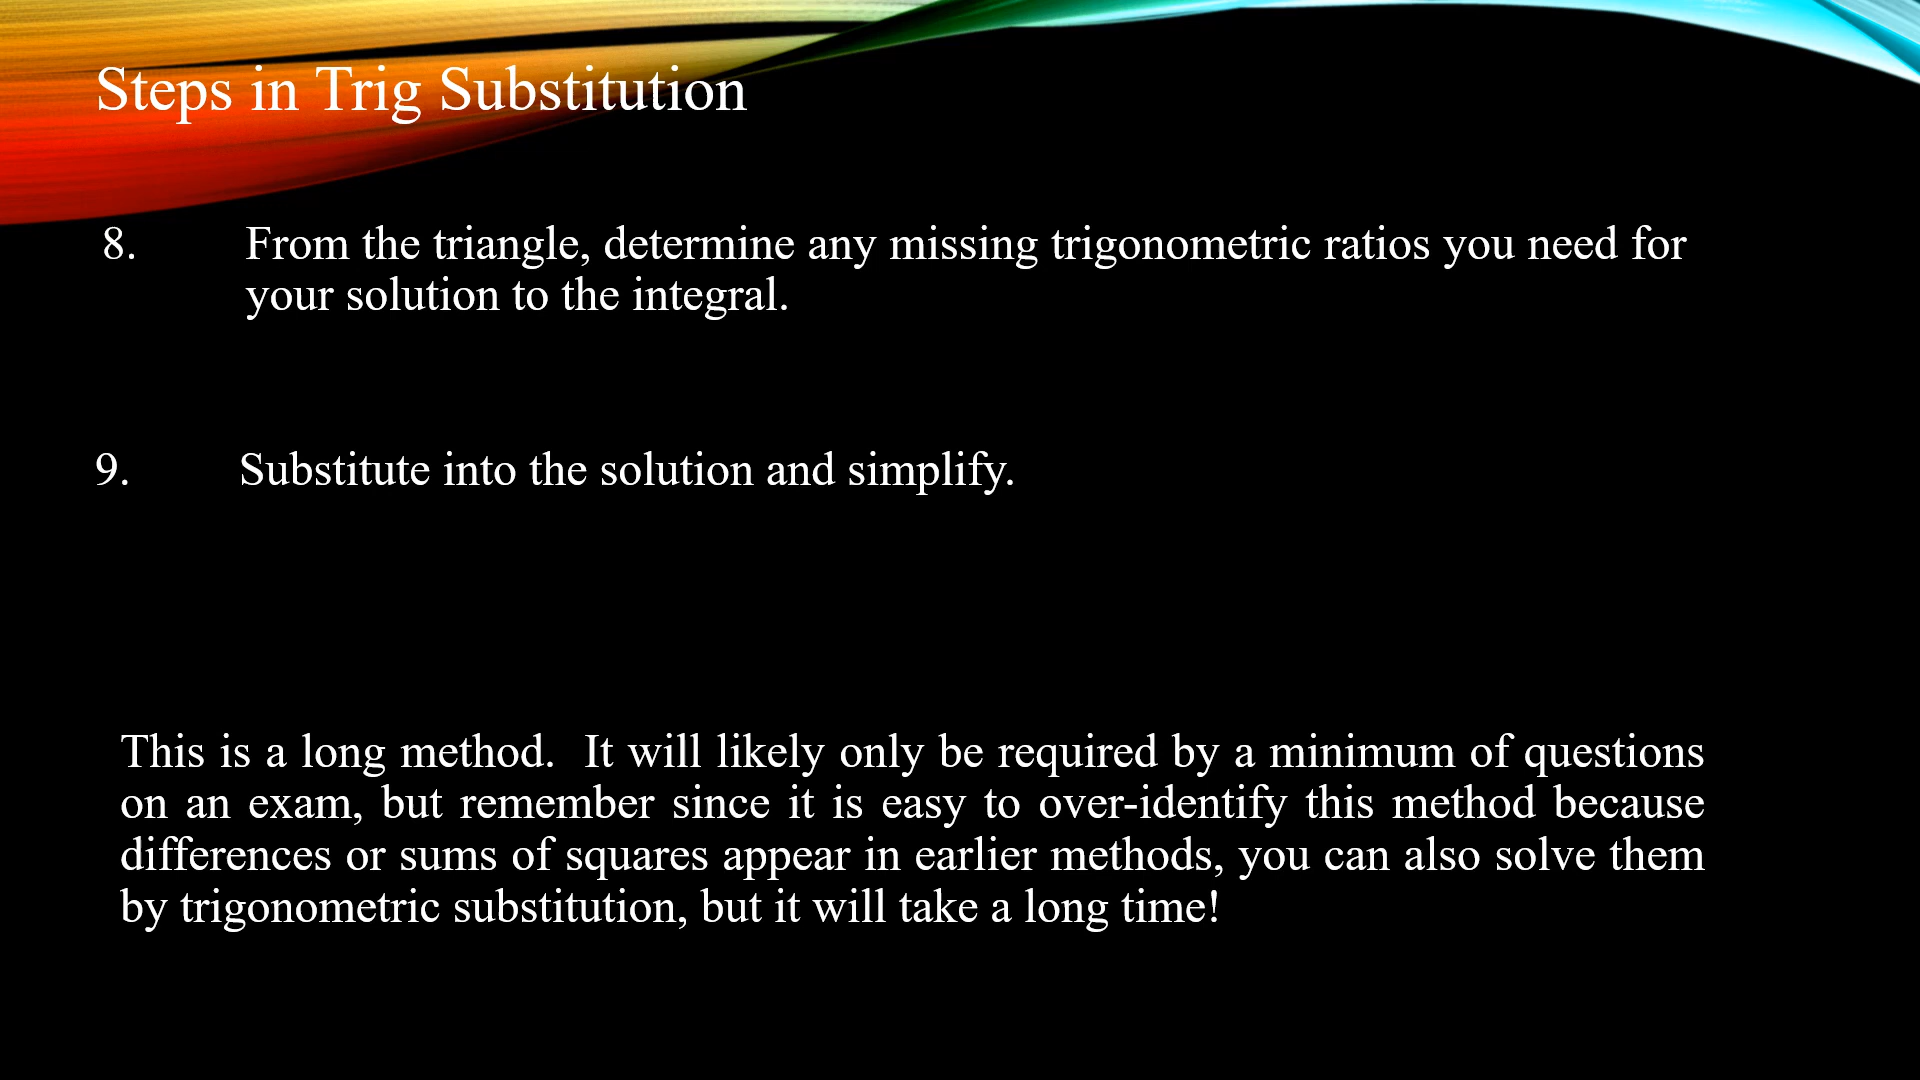 Steps in Trig Substitution
8. From the triangle, determine any missing trigonometric ratios you need for
your solution to the integral.
9. Substitute into the solution and simplify.
This is a long method.  It will likely only be required by a minimum of questions
on an exam, but remember since it is easy to over-identify this method because
differences or sums of squares appear in earlier methods, you can also solve them
by trigonometric substitution, but it will take a long time!